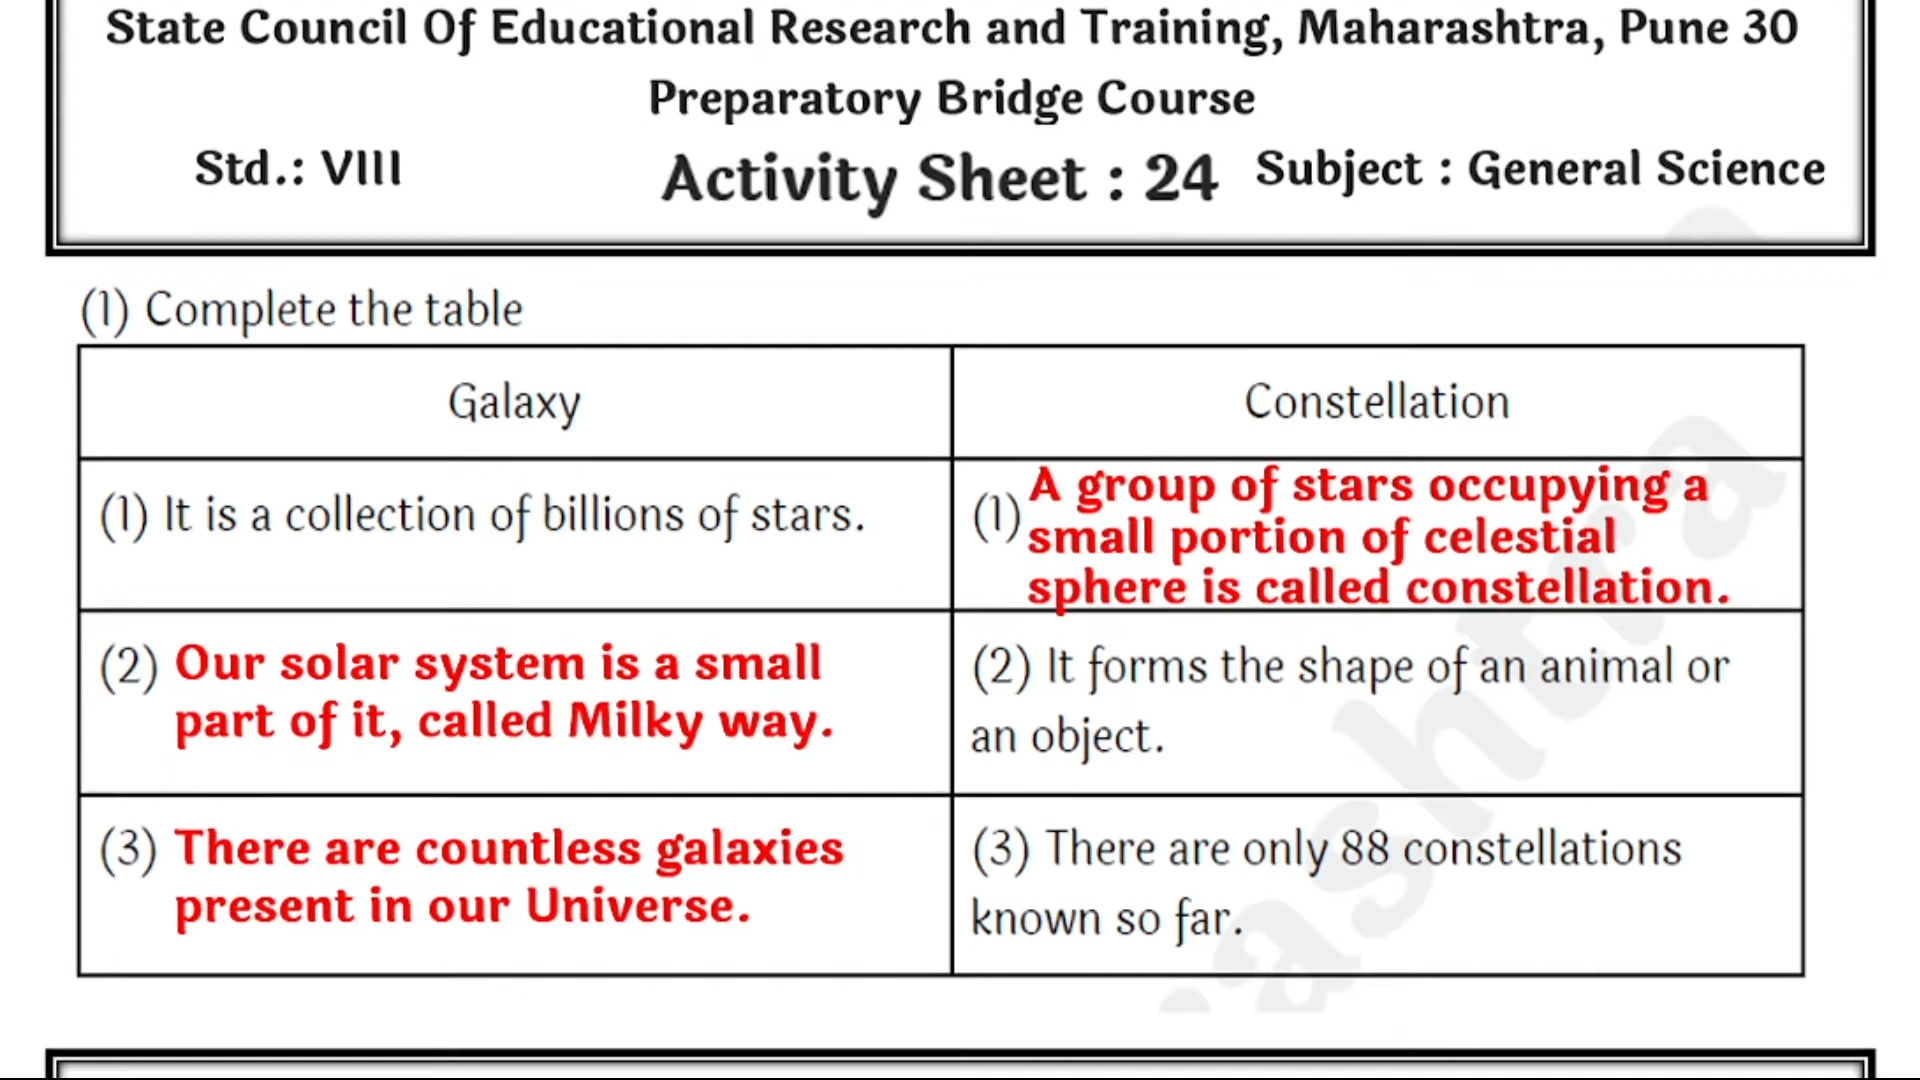 State Council Of Educational Research and Training, Maharashtra, Pune 30
Preparatory Bridge Course
Std.: VIII Activity Sheet : 24 Subject : General Science
(1) Complete the table
Galaxy
Constellation
(1) It is a collection of billions of stars.
(1) A group of stars occupying a
small portion of celestial
sphere is called constellation.
(2) Our solar system is a small
part of it, called Milky way.
(2) It forms the shape of an animal or
an object.
(3) There are countless galaxies
present in our Universe.
(3) There are only 88 constellations
known so far.